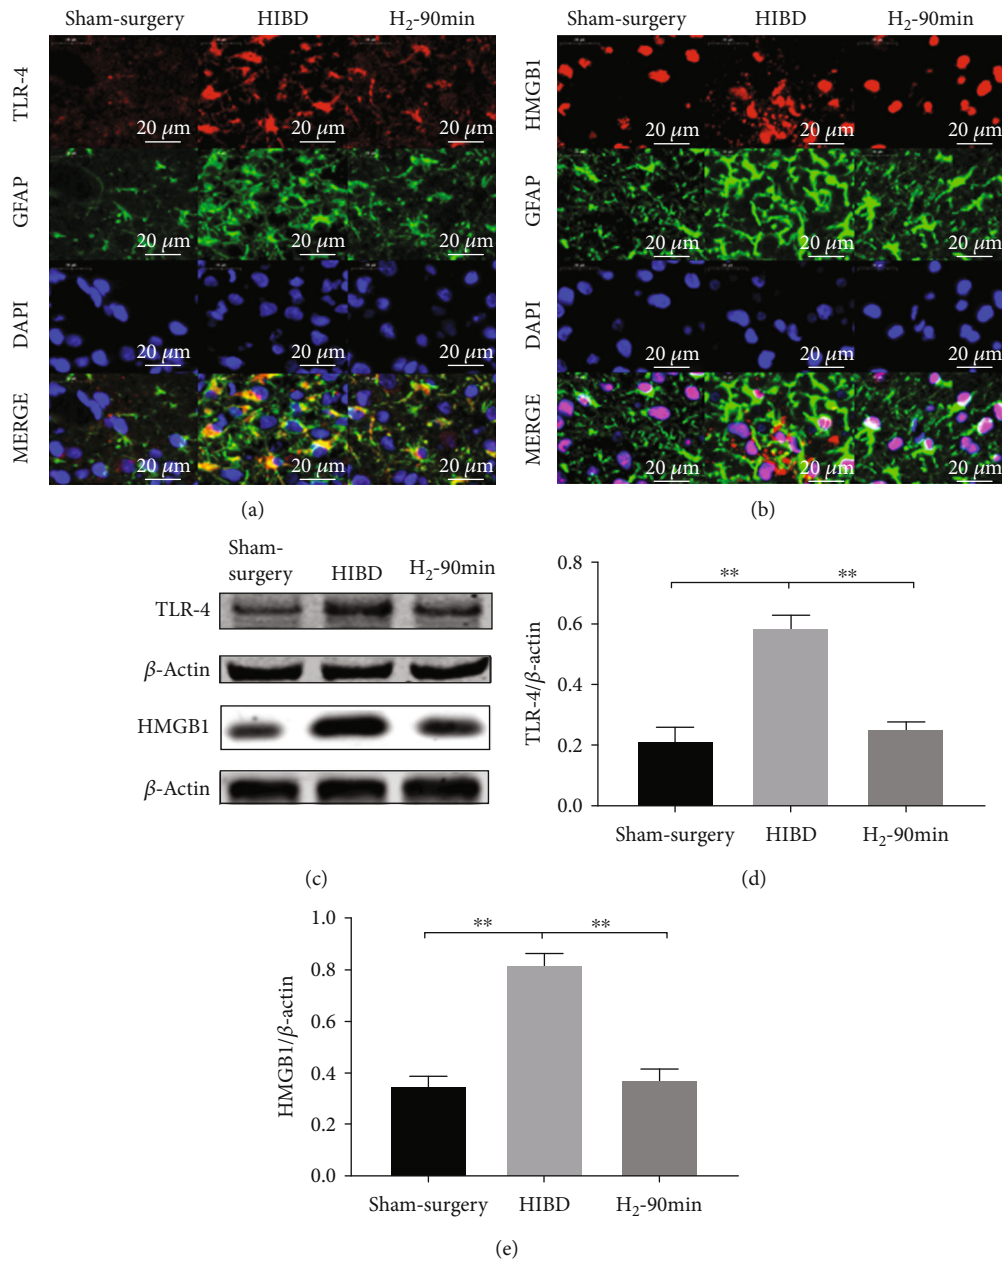 Sham-surgery HIBD H₂-90min
TLR-4
20 μm 20 μm 20 μm
GFAP
20 μm 20 μm 20 μm
DAPI
20 μm 20 μm 20 μm
MERGE
20 μm 20 μm 20 μm
(a)
Sham-surgery HIBD H₂-90min
HMGB1
20 μm 20 μm 20 μm
GFAP
20 μm 20 μm 20 μm
DAPI
20 μm 20 μm 20 μm
MERGE
20 μm 20 μm 20 μm
(b)
Sham-
surgery HIBD H₂-90min
TLR-4
β-Actin
HMGB1
β-Actin
(c)
TLR-4/β-actin
0.8
0.6
0.4
0.2
0.0
** **
Sham-surgery HIBD H₂-90min
(d)
HMGB1/β-actin
1.0
0.8
0.6
0.4
0.2
0.0
** **
Sham-surgery HIBD H₂-90min
(e)